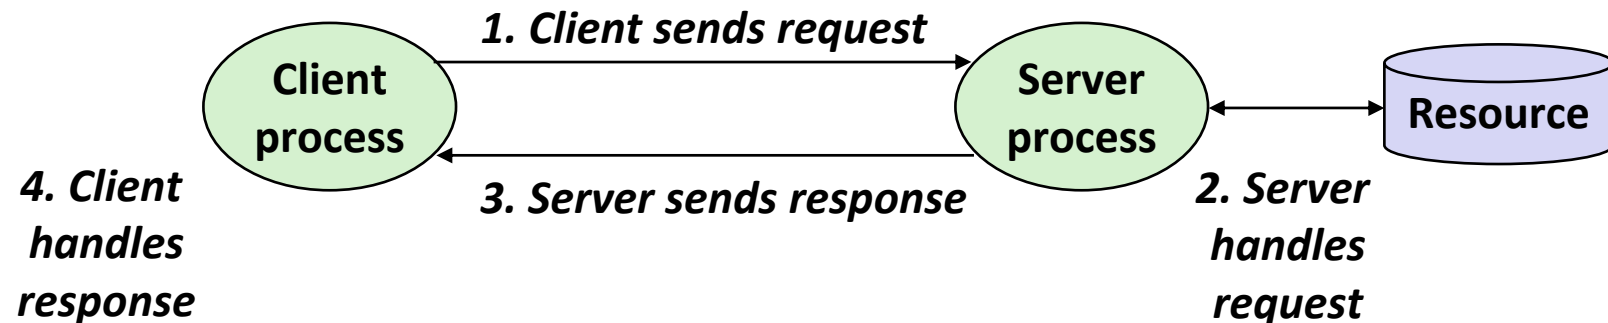 1. Client sends request
Client
process
Server
process
Resource
3. Server sends response
2. Server
handles
request
4. Client
handles
response